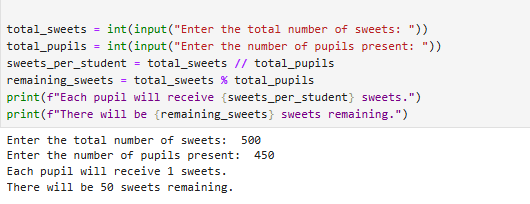 total_sweets = int(input("Enter the total number of sweets: "))
total_pupils = int(input("Enter the number of pupils present: "))
sweets_per_student = total_sweets // total_pupils
remaining_sweets = total_sweets % total_pupils
print(f"Each pupil will receive {sweets_per_student} sweets.")
print(f"There will be {remaining_sweets} sweets remaining.")
Enter the total number of sweets:  500
Enter the number of pupils present:  450
Each pupil will receive 1 sweets.
There will be 50 sweets remaining.